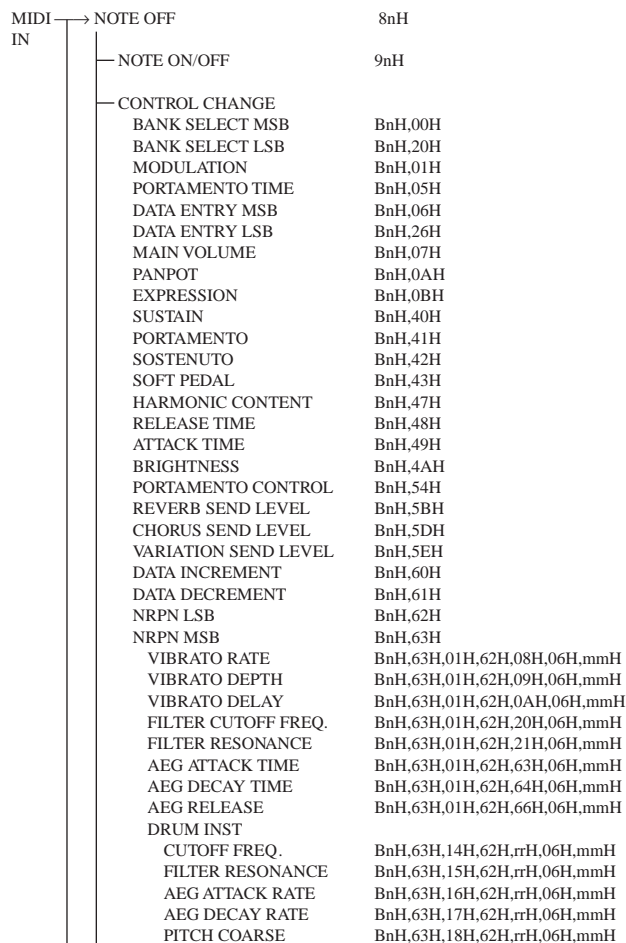 MIDI → NOTE OFF 8nH
IN
NOTE ON/OFF 9nH
CONTROL CHANGE
BANK SELECT MSB BnH,00H
BANK SELECT LSB BnH,20H
MODULATION BnH,01H
PORTAMENTO TIME BnH,05H
DATA ENTRY MSB BnH,06H
DATA ENTRY LSB BnH,26H
MAIN VOLUME BnH,07H
PANPOT BnH,0AH
EXPRESSION BnH,0BH
SUSTAIN BnH,40H
PORTAMENTO BnH,41H
SOSTENUTO BnH,42H
SOFT PEDAL BnH,43H
HARMONIC CONTENT BnH,47H
RELEASE TIME BnH,48H
ATTACK TIME BnH,49H
BRIGHTNESS BnH,4AH
PORTAMENTO CONTROL BnH,54H
REVERB SEND LEVEL BnH,5BH
CHORUS SEND LEVEL BnH,5DH
VARIATION SEND LEVEL BnH,5EH
DATA INCREMENT BnH,60H
DATA DECREMENT BnH,61H
NRPN LSB BnH,62H
NRPN MSB BnH,63H
VIBRATO RATE BnH,63H,01H,62H,08H,06H,mmH
VIBRATO DEPTH BnH,63H,01H,62H,09H,06H,mmH
VIBRATO DELAY BnH,63H,01H,62H,0AH,06H,mmH
FILTER CUTOFF FREQ. BnH,63H,01H,62H,20H,06H,mmH
FILTER RESONANCE BnH,63H,01H,62H,21H,06H,mmH
AEG ATTACK TIME BnH,63H,01H,62H,63H,06H,mmH
AEG DECAY TIME BnH,63H,01H,62H,64H,06H,mmH
AEG RELEASE BnH,63H,01H,62H,66H,06H,mmH
DRUM INST
CUTOFF FREQ. BnH,63H,14H,62H,rrH,06H,mmH
FILTER RESONANCE BnH,63H,15H,62H,rrH,06H,mmH
AEG ATTACK RATE BnH,63H,16H,62H,rrH,06H,mmH
AEG DECAY RATE BnH,63H,17H,62H,rrH,06H,mmH
PITCH COARSE BnH,63H,18H,62H,rrH,06H,mmH